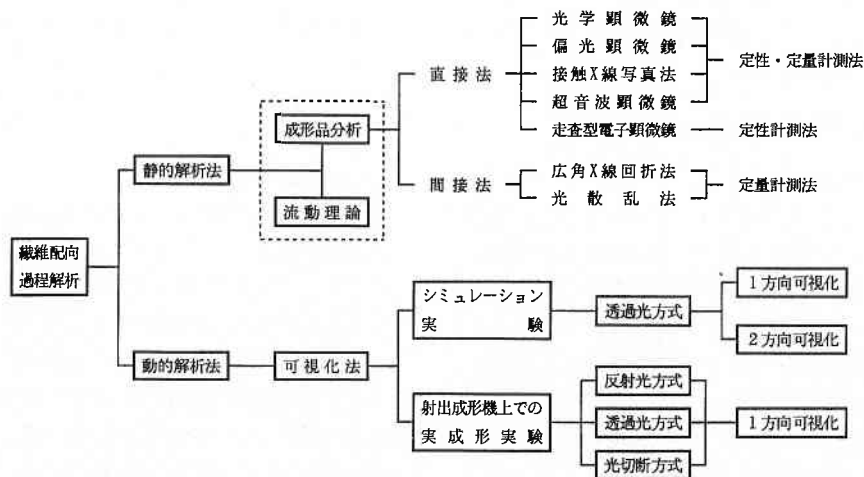 光学顕微鏡
偏光顕微鏡
直接法
接触X線写真法
定性・定量計測法
超音波顕微鏡
成形品分析
走査型電子顕微鏡
定性計測法
静的解析法
広角X線回折法
間接法
定量計測法
光散乱法
流動理論
繊維配向
過程解析
シミュレーション
実験
透過光方式
1方向可視化
2方向可視化
動的解析法
可視化法
反射光方式
射出成形機上での
実成形実験
透過光方式
1方向可視化
光切断方式